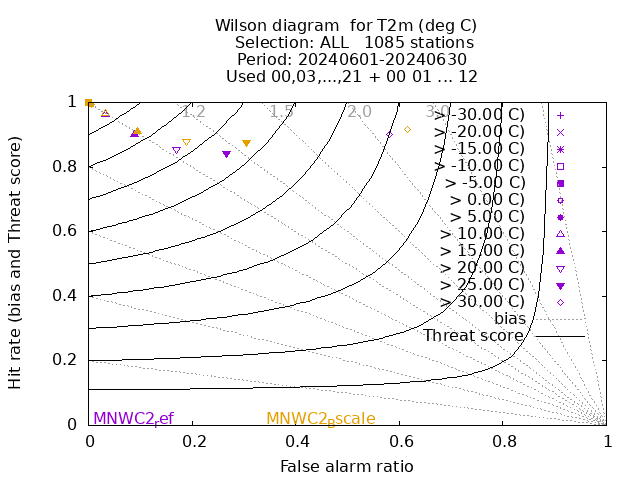 Wilson diagram  for T2m (deg C)
Selection: ALL   1085 stations
Period: 20240601-20240630
Used 00,03,...,21 + 00 01 ... 12
Hit rate (bias and Threat score)
1
0.8
0.6
0.4
0.2
0
1.2
1.5
2.0
3.0
> -30.00 C)
> -20.00 C)
> -15.00 C)
> -10.00 C)
> -5.00 C)
> 0.00 C)
> 5.00 C)
> 10.00 C)
> 15.00 C)
> 20.00 C)
> 25.00 C)
> 30.00 C)
bias
Threat score
MNWC2ref
MNWC2Bscale
0 0.2 0.4 0.6 0.8 1
False alarm ratio